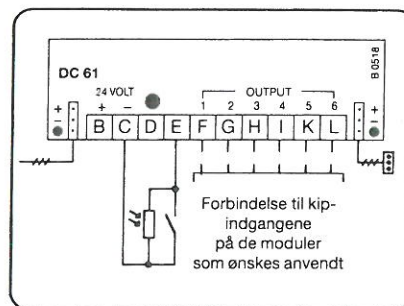 B 0518
DC 61
24 VOLT
OUTPUT
+ − 1 2 3 4 5 6
+ +
− −
B C D E F G H I K L
Forbindelse til kip-
indgangene
på de moduler
som ønskes anvendt